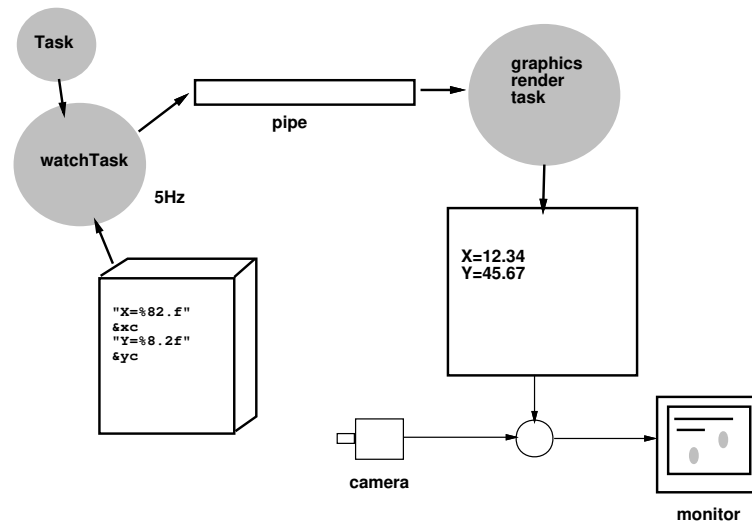 Task
graphics
render
task
pipe
watchTask
5Hz
X=12.34
Y=45.67
"X=%82.f"
&xc
"Y=%8.2f"
&yc
camera
monitor